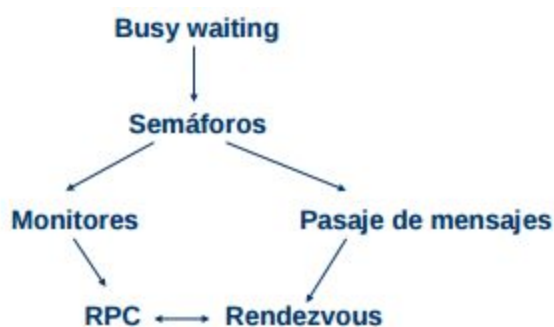 Busy waiting
Semáforos
Monitores
Pasaje de mensajes
RPC
Rendezvous